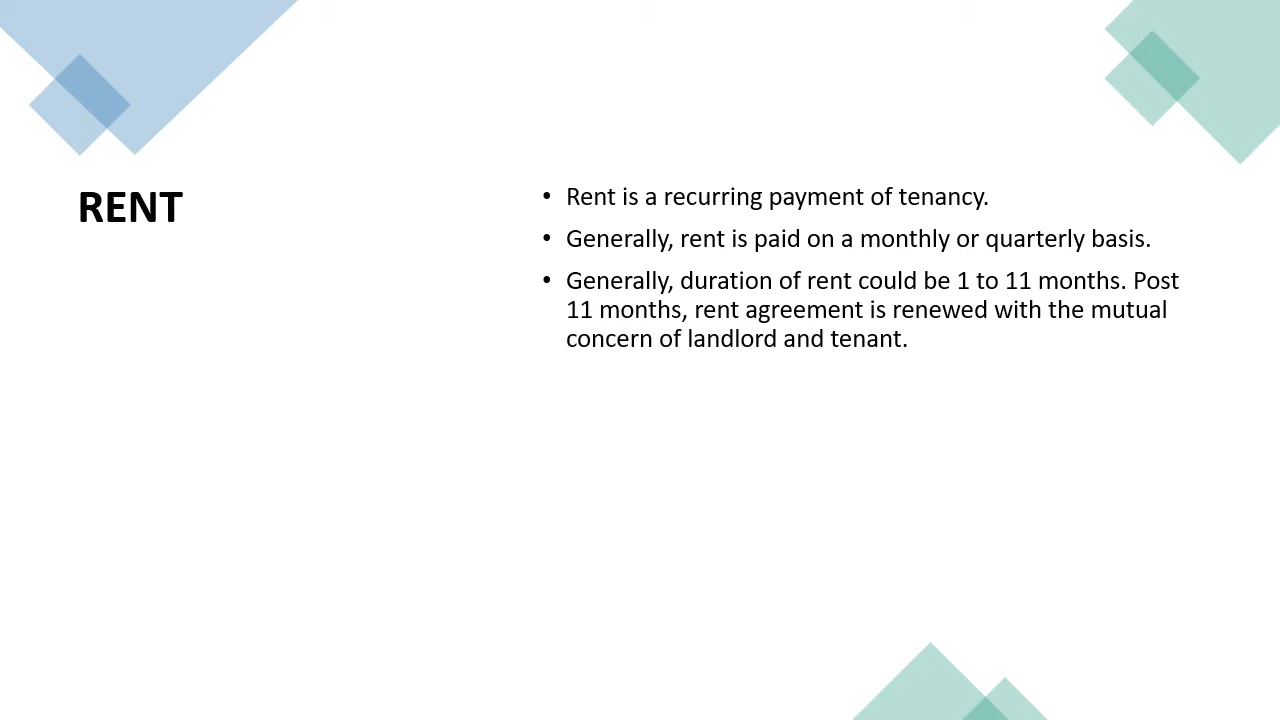 RENT
• Rent is a recurring payment of tenancy.
• Generally, rent is paid on a monthly or quarterly basis.
• Generally, duration of rent could be 1 to 11 months. Post
11 months, rent agreement is renewed with the mutual
concern of landlord and tenant.